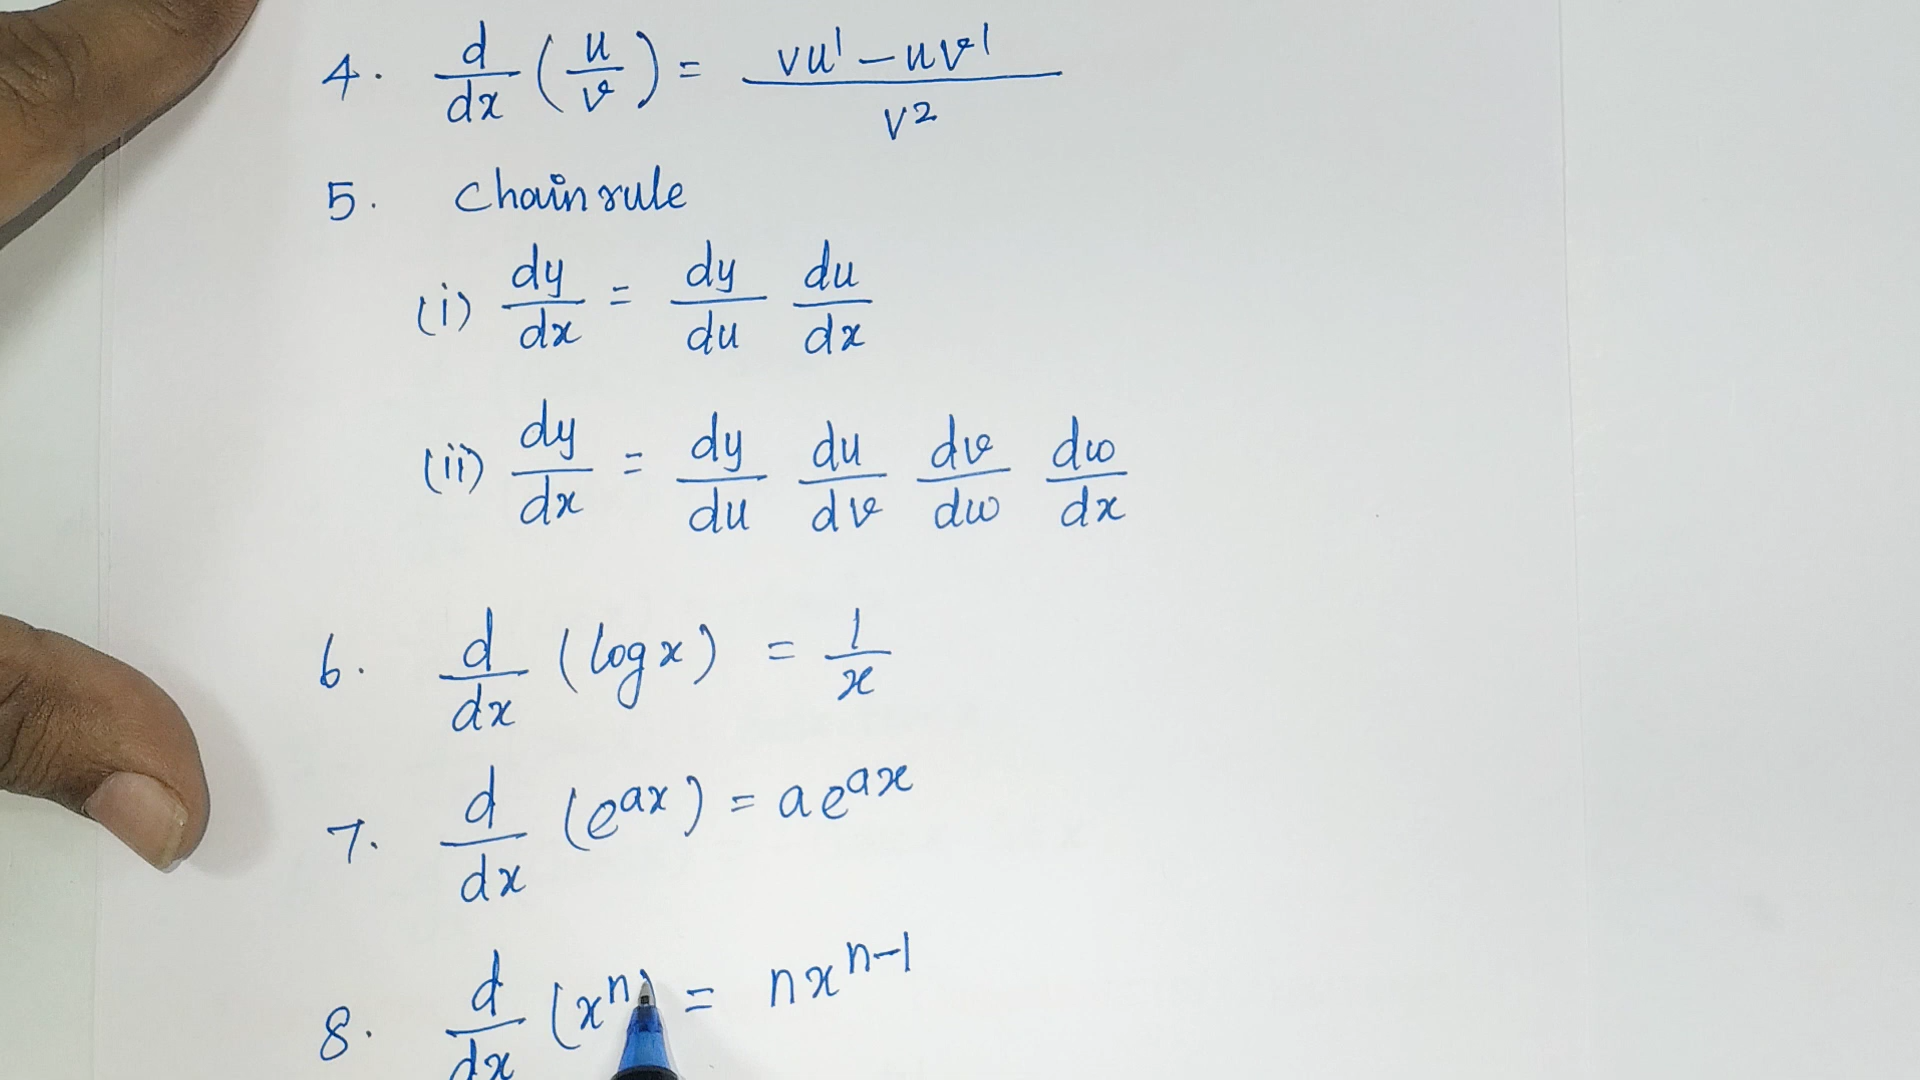 4. d/dx (u/v) = (vu' - uv')/v²
5. Chain rule
(i) dy/dx = dy/du du/dx
(ii) dy/dx = dy/du du/dv dv/dw dw/dx
6. d/dx (log x) = 1/x
7. d/dx (e^{ax}) = a e^{ax}
8. d/dx (x^n) = n x^{n-1}